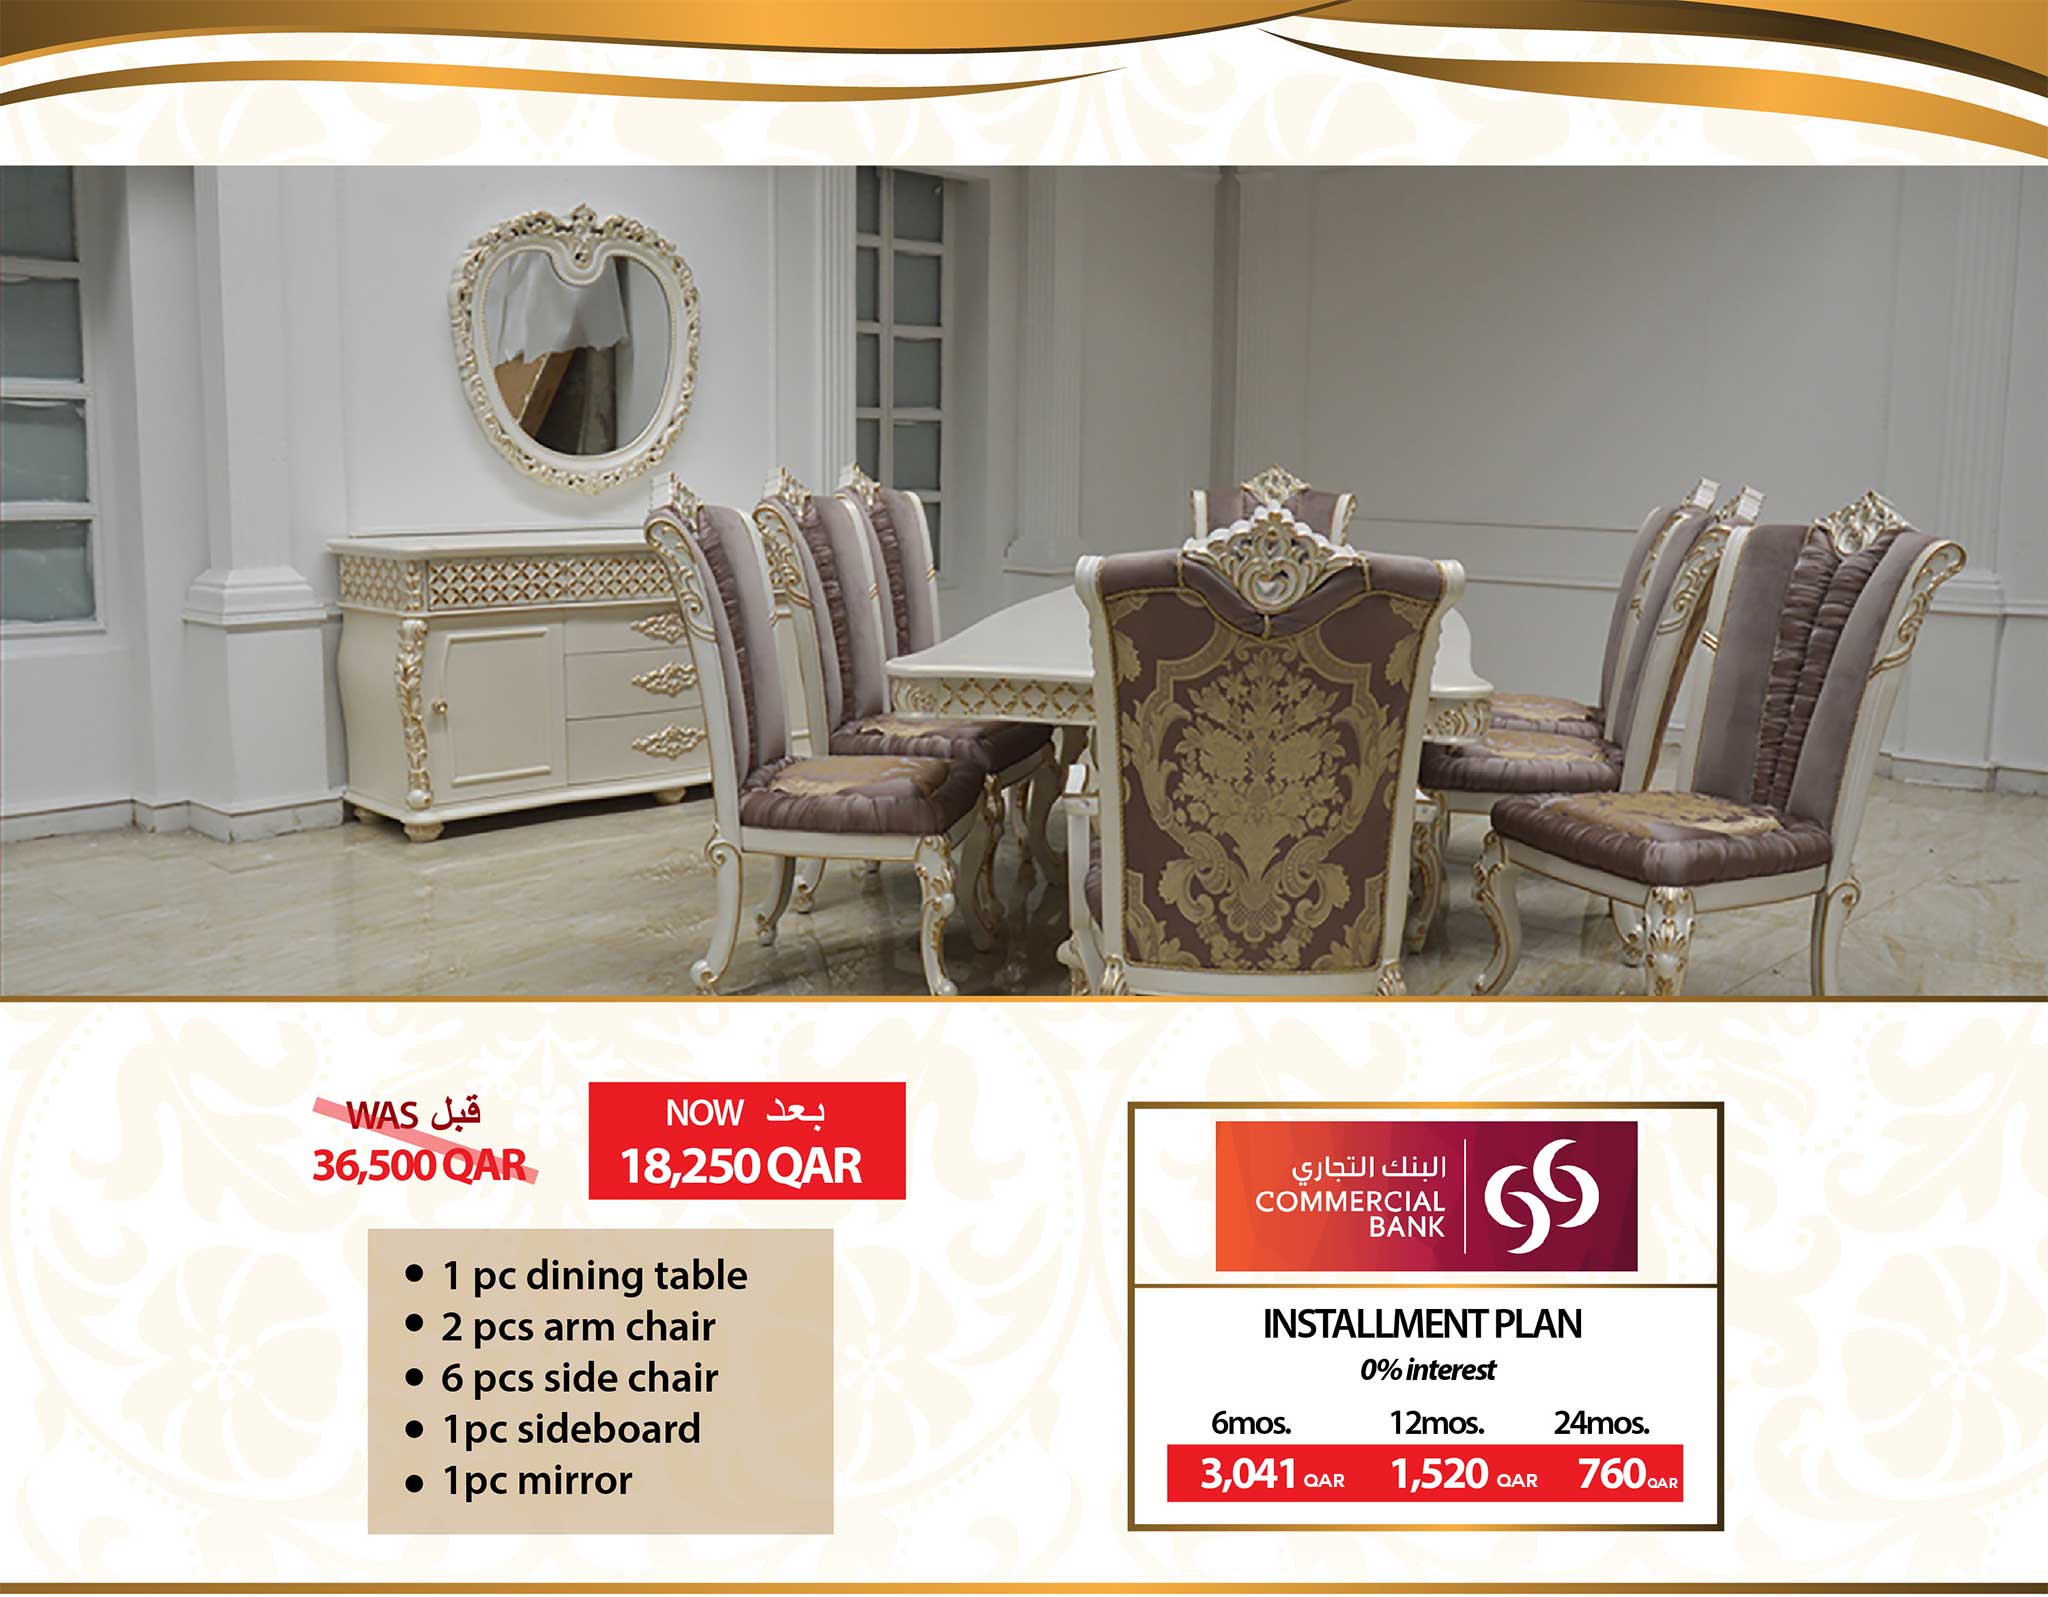 WAS قبل
36,500 QAR
NOW بعد
18,250 QAR
• 1 pc dining table
• 2 pcs arm chair
• 6 pcs side chair
• 1pc sideboard
• 1pc mirror
البنك التجاري
COMMERCIAL
BANK
INSTALLMENT PLAN
0% interest
6mos. 12mos. 24mos.
3,041 QAR 1,520 QAR 760 QAR